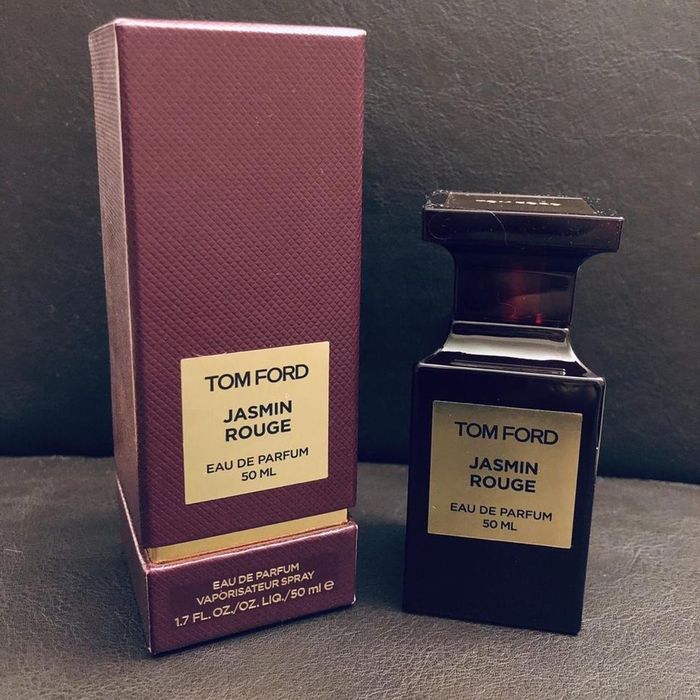 TOM FORD
JASMIN
ROUGE
EAU DE PARFUM
50 ML
EAU DE PARFUM
VAPORISATEUR SPRAY
1.7 FL. OZ./OZ. LIQ./50 ml e
TOM FORD
JASMIN
ROUGE
EAU DE PARFUM
50 ML